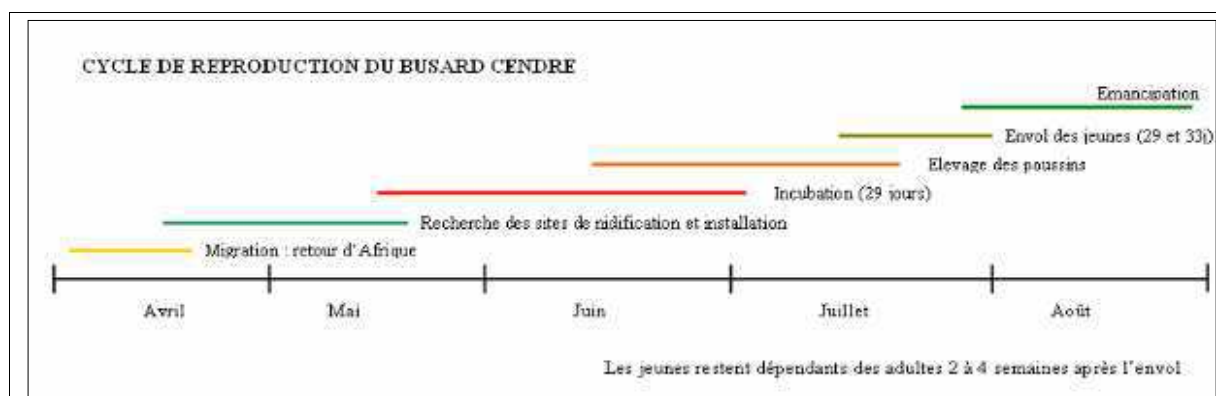 CYCLE DE REPRODUCTION DU BUSARD CENDRE
Emancipation
Envol des jeunes (29 et 33j)
Elevage des poussins
Incubation (29 jours)
Recherche des sites de nidification et installation
Migration : retour d'Afrique
Avril Mai Juin Juillet Août
Les jeunes restent dépendants des adultes 2 à 4 semaines après l'envol